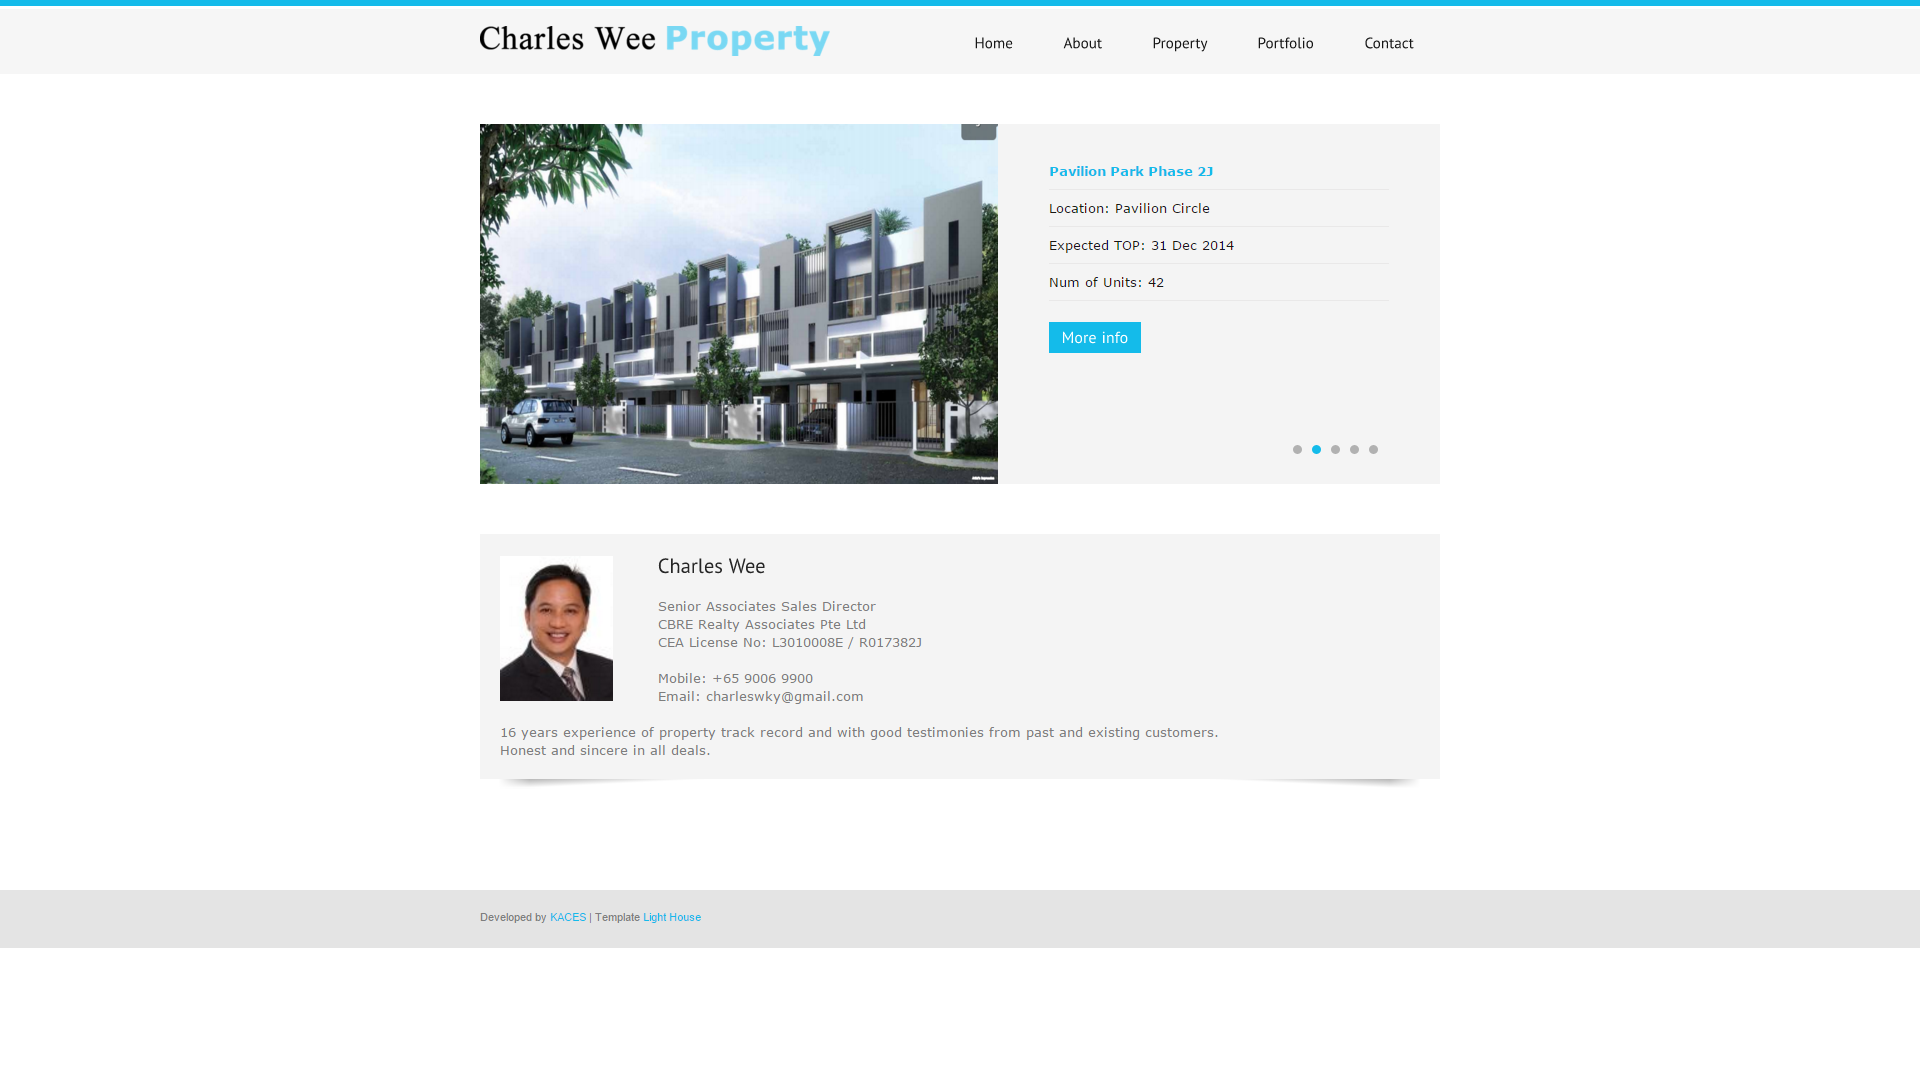 Charles Wee Property
Home
About
Property
Portfolio
Contact
Pavilion Park Phase 2J
Location: Pavilion Circle
Expected TOP: 31 Dec 2014
Num of Units: 42
More info
Charles Wee
Senior Associates Sales Director
CBRE Realty Associates Pte Ltd
CEA License No: L3010008E / R017382J
Mobile: +65 9006 9900
Email: charleswky@gmail.com
16 years experience of property track record and with good testimonies from past and existing customers.
Honest and sincere in all deals.
Developed by KACES | Template Light House